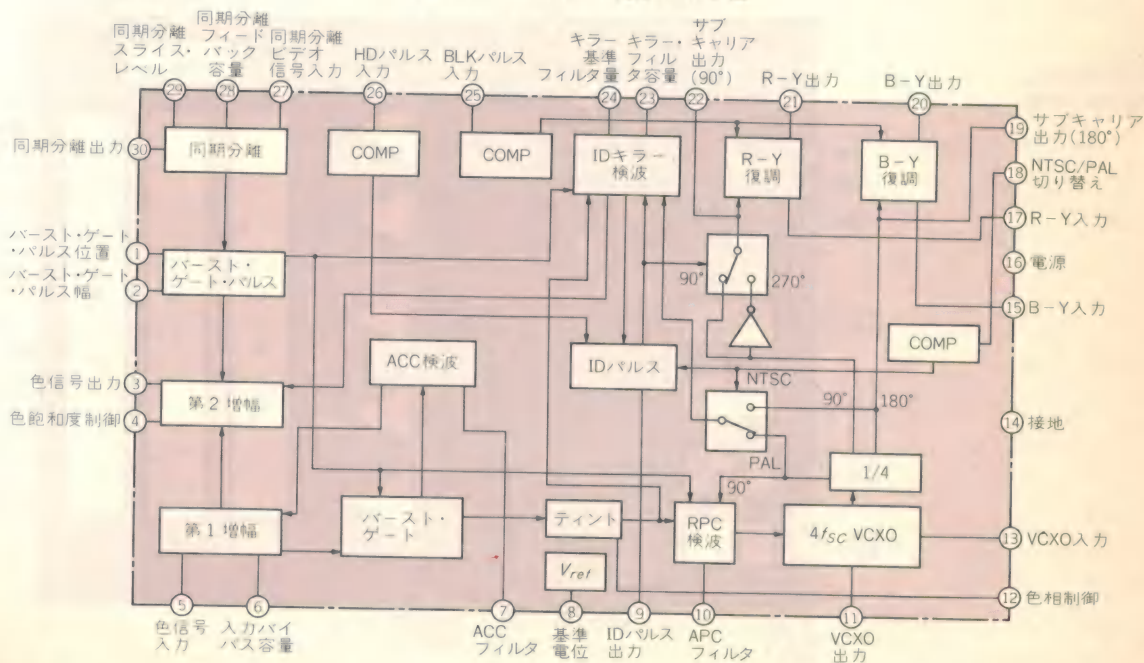 同期分離
スライス・
レベル
同期分離
フィード
バック
容量
同期分離
ビデオ
信号入力
HDパルス
入力
BLKパルス
入力
キラー
基準
フィルタ量
キラー・
フィル
タ容量
サブ
キャリア
出力
(90°)
R-Y出力
B-Y出力
29
28
27
26
25
24
23
22
21
20
同期分離出力
30
同期分離
COMP
COMP
IDキラー
検波
R-Y
復調
B-Y
復調
19
サブキャリア
出力(180°)
18
NTSC/PAL
切り替え
17
R-Y入力
16
電源
15
B-Y入力
バースト・ゲート
・パルス位置
1
バースト・ゲート
・パルス幅
2
バースト・
ゲート・パルス
90°
270°
COMP
ACC検波
IDパルス
NTSC
90°
180°
PAL
色信号出力
3
色飽和度制御
4
第2増幅
14
接地
1/4
90°
第1増幅
バースト・
ゲート
ティント
RPC
検波
4fSC VCXO
Vref
13
VCXO入力
12
色相制御
5
6
7
8
9
10
11
色信号
入力
入力バイ
パス容量
ACC
フィルタ
基準
電位
IDパルス
出力
APC
フィルタ
VCXO
出力